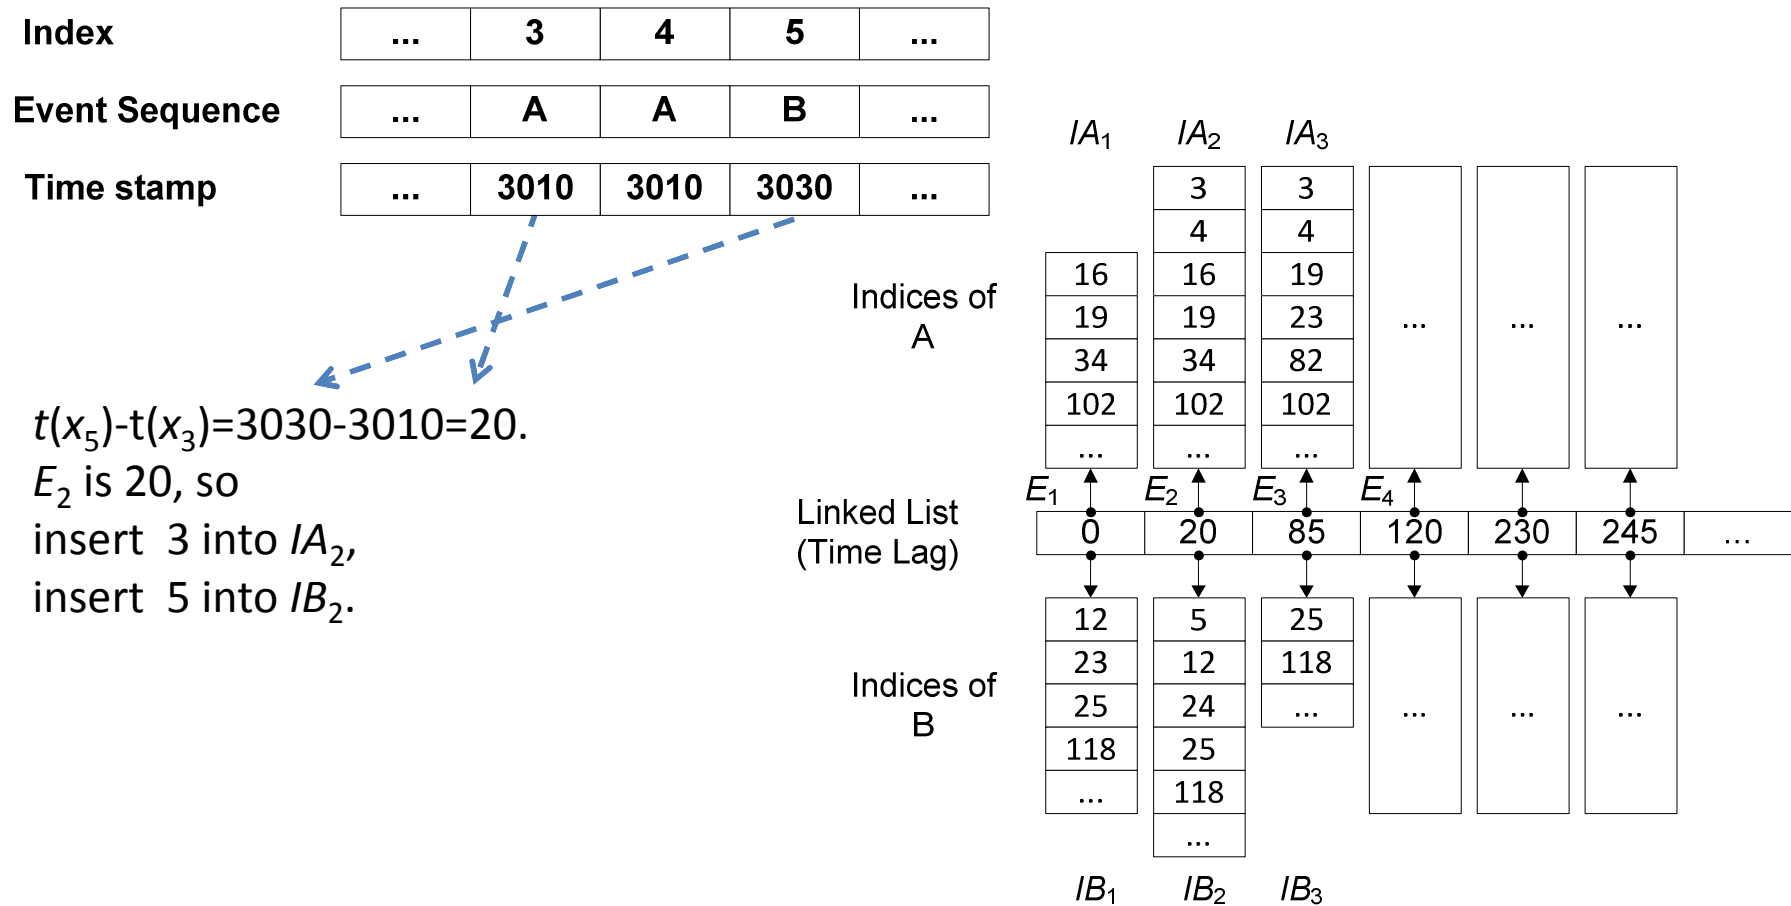 Index ... 3 4 5 ...
Event Sequence ... A A B ...
Time stamp ... 3010 3010 3030 ...
t(x5)-t(x3)=3030-3010=20.
E2 is 20, so
insert 3 into IA2,
insert 5 into IB2.
IA1 IA2 IA3
Indices of
A
16
19
34
102
...
3
4
16
19
34
102
...
3
4
19
23
82
102
...
...
...
...
E1 E2 E3 E4
Linked List
(Time Lag)
0 20 85 120 230 245 ...
Indices of
B
12
23
25
118
...
5
12
24
25
118
...
25
118
...
...
...
...
IB1 IB2 IB3